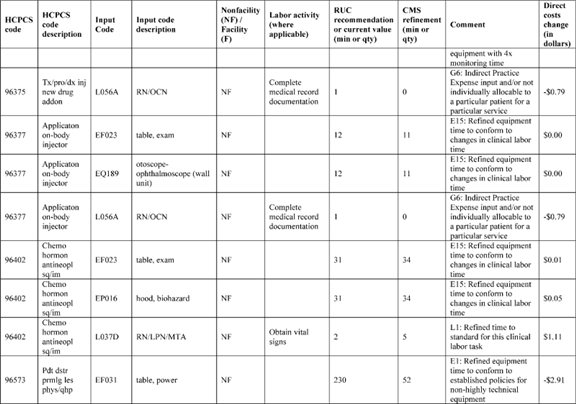 HCPCS code | HCPCS code description | Input Code | Input code description | Nonfacility (NF) / Facility (F) | Labor activity (where applicable) | RUC recommendation or current value (min or qty) | CMS refinement (min or qty) | Comment | Direct costs change (in dollars)
equipment with 4x monitoring time
96375 | Tx/pro/dx inj new drug addon | L056A | RN/OCN | NF | Complete medical record documentation | 1 | 0 | G6: Indirect Practice Expense input and/or not individually allocable to a particular patient for a particular service | -$0.79
96377 | Applicaton on-body injector | EF023 | table, exam | NF | 12 | 11 | E15: Refined equipment time to conform to changes in clinical labor time | $0.00
96377 | Applicaton on-body injector | EQ189 | otoscope-ophthalmoscope (wall unit) | NF | 12 | 11 | E15: Refined equipment time to conform to changes in clinical labor time | $0.00
96377 | Applicaton on-body injector | L056A | RN/OCN | NF | Complete medical record documentation | 1 | 0 | G6: Indirect Practice Expense input and/or not individually allocable to a particular patient for a particular service | -$0.79
96402 | Chemo hormon antineopl sq/im | EF023 | table, exam | NF | 31 | 34 | E15: Refined equipment time to conform to changes in clinical labor time | $0.01
96402 | Chemo hormon antineopl sq/im | EP016 | hood, biohazard | NF | 31 | 34 | E15: Refined equipment time to conform to changes in clinical labor time | $0.05
96402 | Chemo hormon antineopl sq/im | L037D | RN/LPN/MTA | NF | Obtain vital signs | 2 | 5 | L1: Refined time to standard for this clinical labor task | $1.11
96573 | Pdt dstr prmlg les phys/qhp | EF031 | table, power | NF | 230 | 52 | E1: Refined equipment time to conform to established policies for non-highly technical equipment | -$2.91